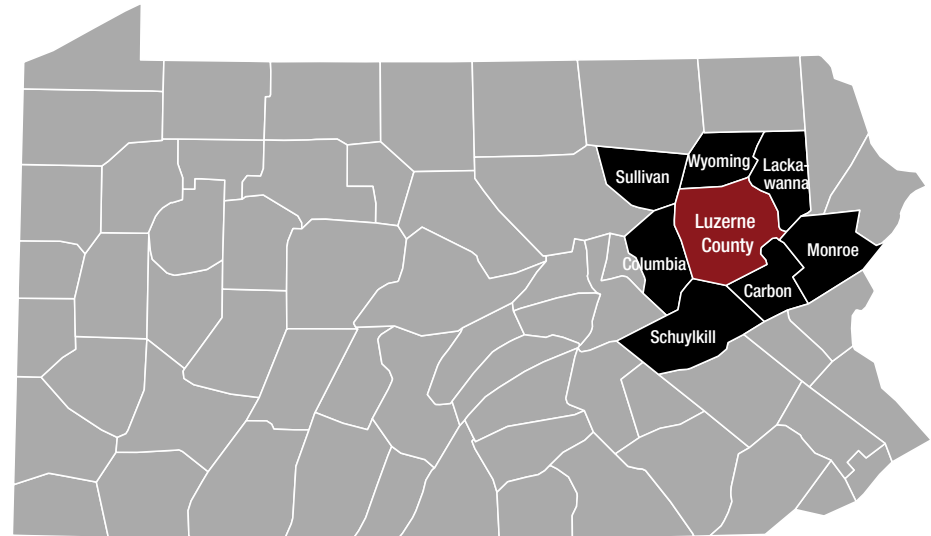 Sullivan
Wyoming
Lacka-
wanna
Luzerne
County
Columbia
Monroe
Carbon
Schuylkill